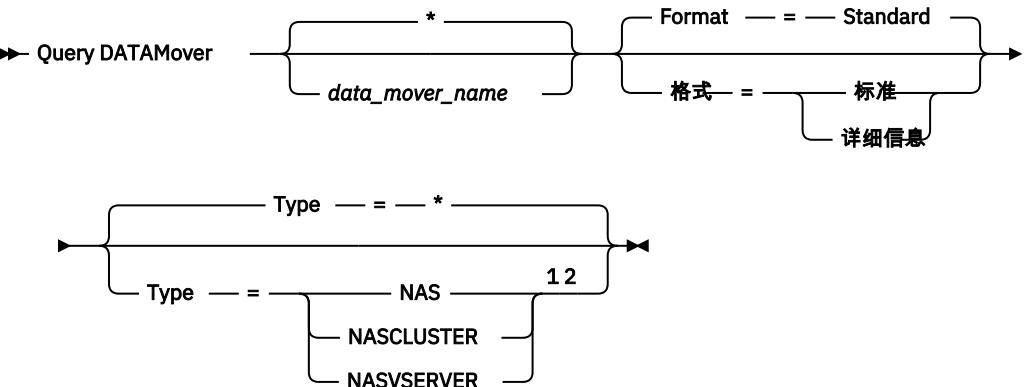 *
Format = Standard
Query DATAMover
data_mover_name
格式 = 标准
详细信息
Type = *
1 2
Type = NAS
NASCLUSTER
NASVSERVER